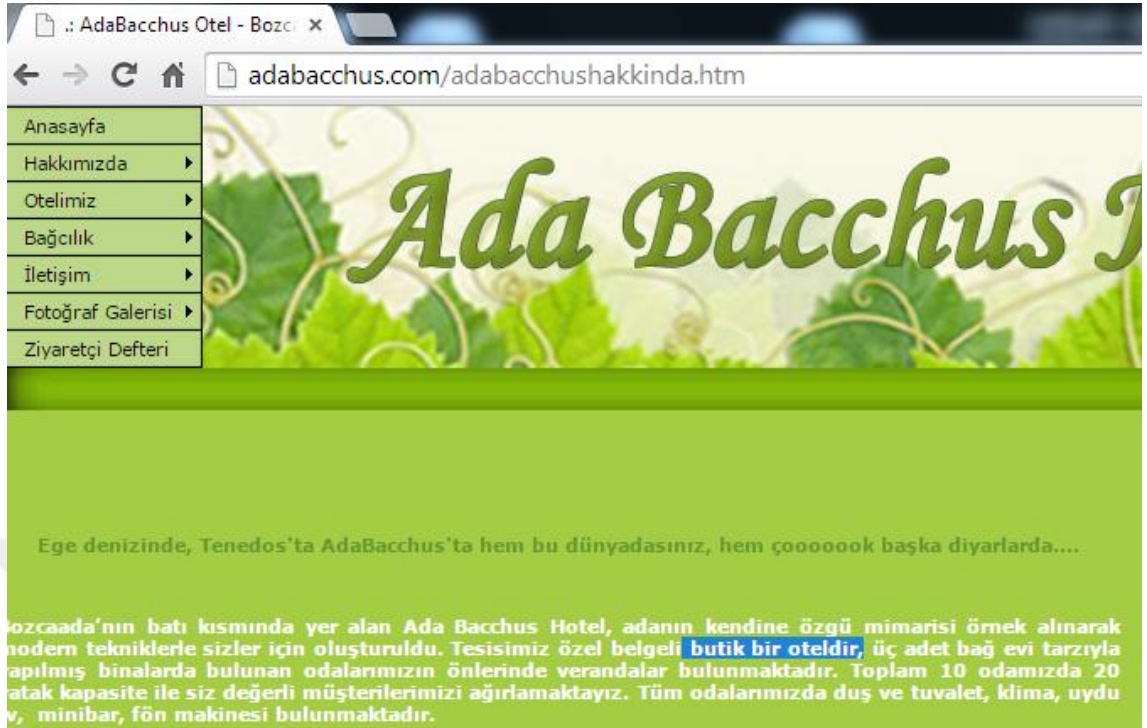 .: AdaBacchus Otel - Bozc
adabacchus.com/adabacchushakkinda.htm
Anasayfa
Hakkımızda
Otelimiz
Bağcılık
İletişim
Fotoğraf Galerisi
Ziyaretçi Defteri
Ada Bacchus
Ege denizinde, Tenedos'ta AdaBacchus'ta hem bu dünyadasınız, hem çooooook başka diyarlarda....
ozcaada’nın batı kısmında yer alan Ada Bacchus Hotel, adanın kendine özgü mimarisi örnek alınarak
modern tekniklerle sizler için oluşturuldu. Tesisimiz özel belgeli butik bir oteldir, üç adet bağ evi tarzıyla
apılmış binalarda bulunan odalarımızın önlerinde verandalar bulunmaktadır. Toplam 10 odamızda 20
atak kapasite ile siz değerli müşterilerimizi ağırlamaktayız. Tüm odalarımızda duş ve tuvalet, klima, uydu
v, minibar, fön makinesi bulunmaktadır.